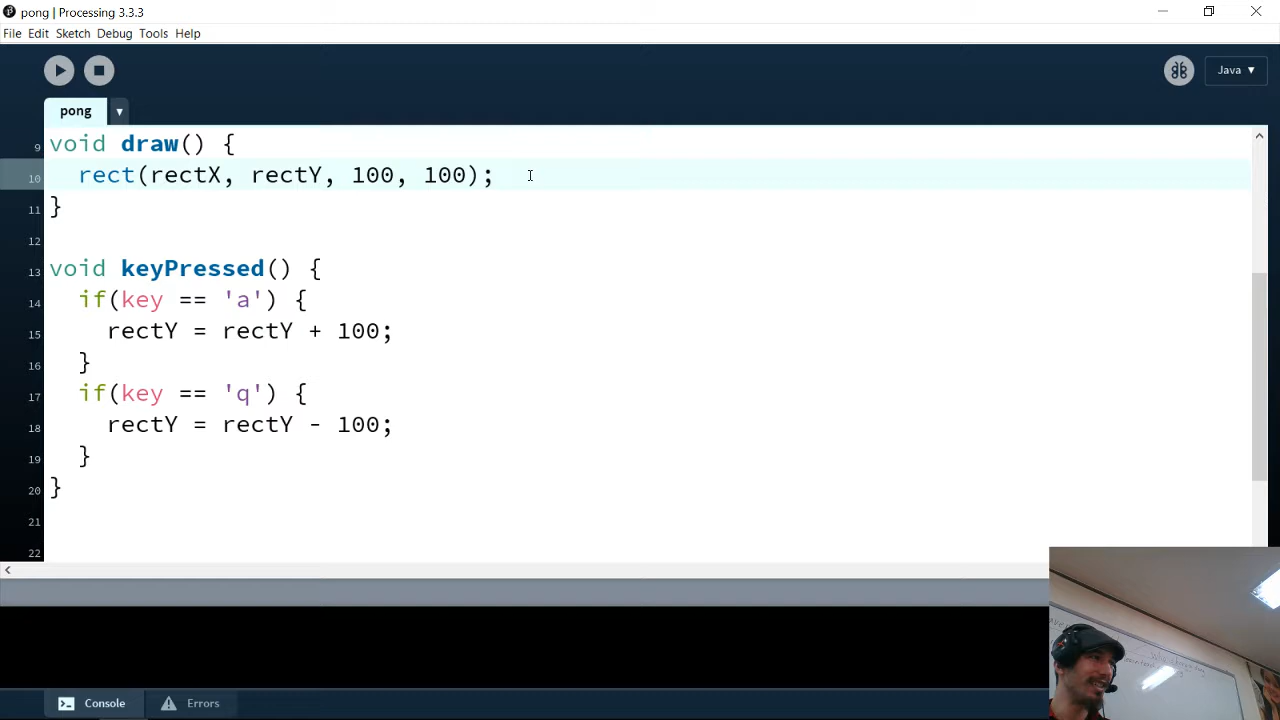 pong | Processing 3.3.3
File Edit Sketch Debug Tools Help
Java ▼
pong ▼
9 void draw() {
10 rect(rectX, rectY, 100, 100);
11 }
12
13 void keyPressed() {
14 if(key == 'a') {
15 rectY = rectY + 100;
16 }
17 if(key == 'q') {
18 rectY = rectY - 100;
19 }
20 }
21
22
Console Errors